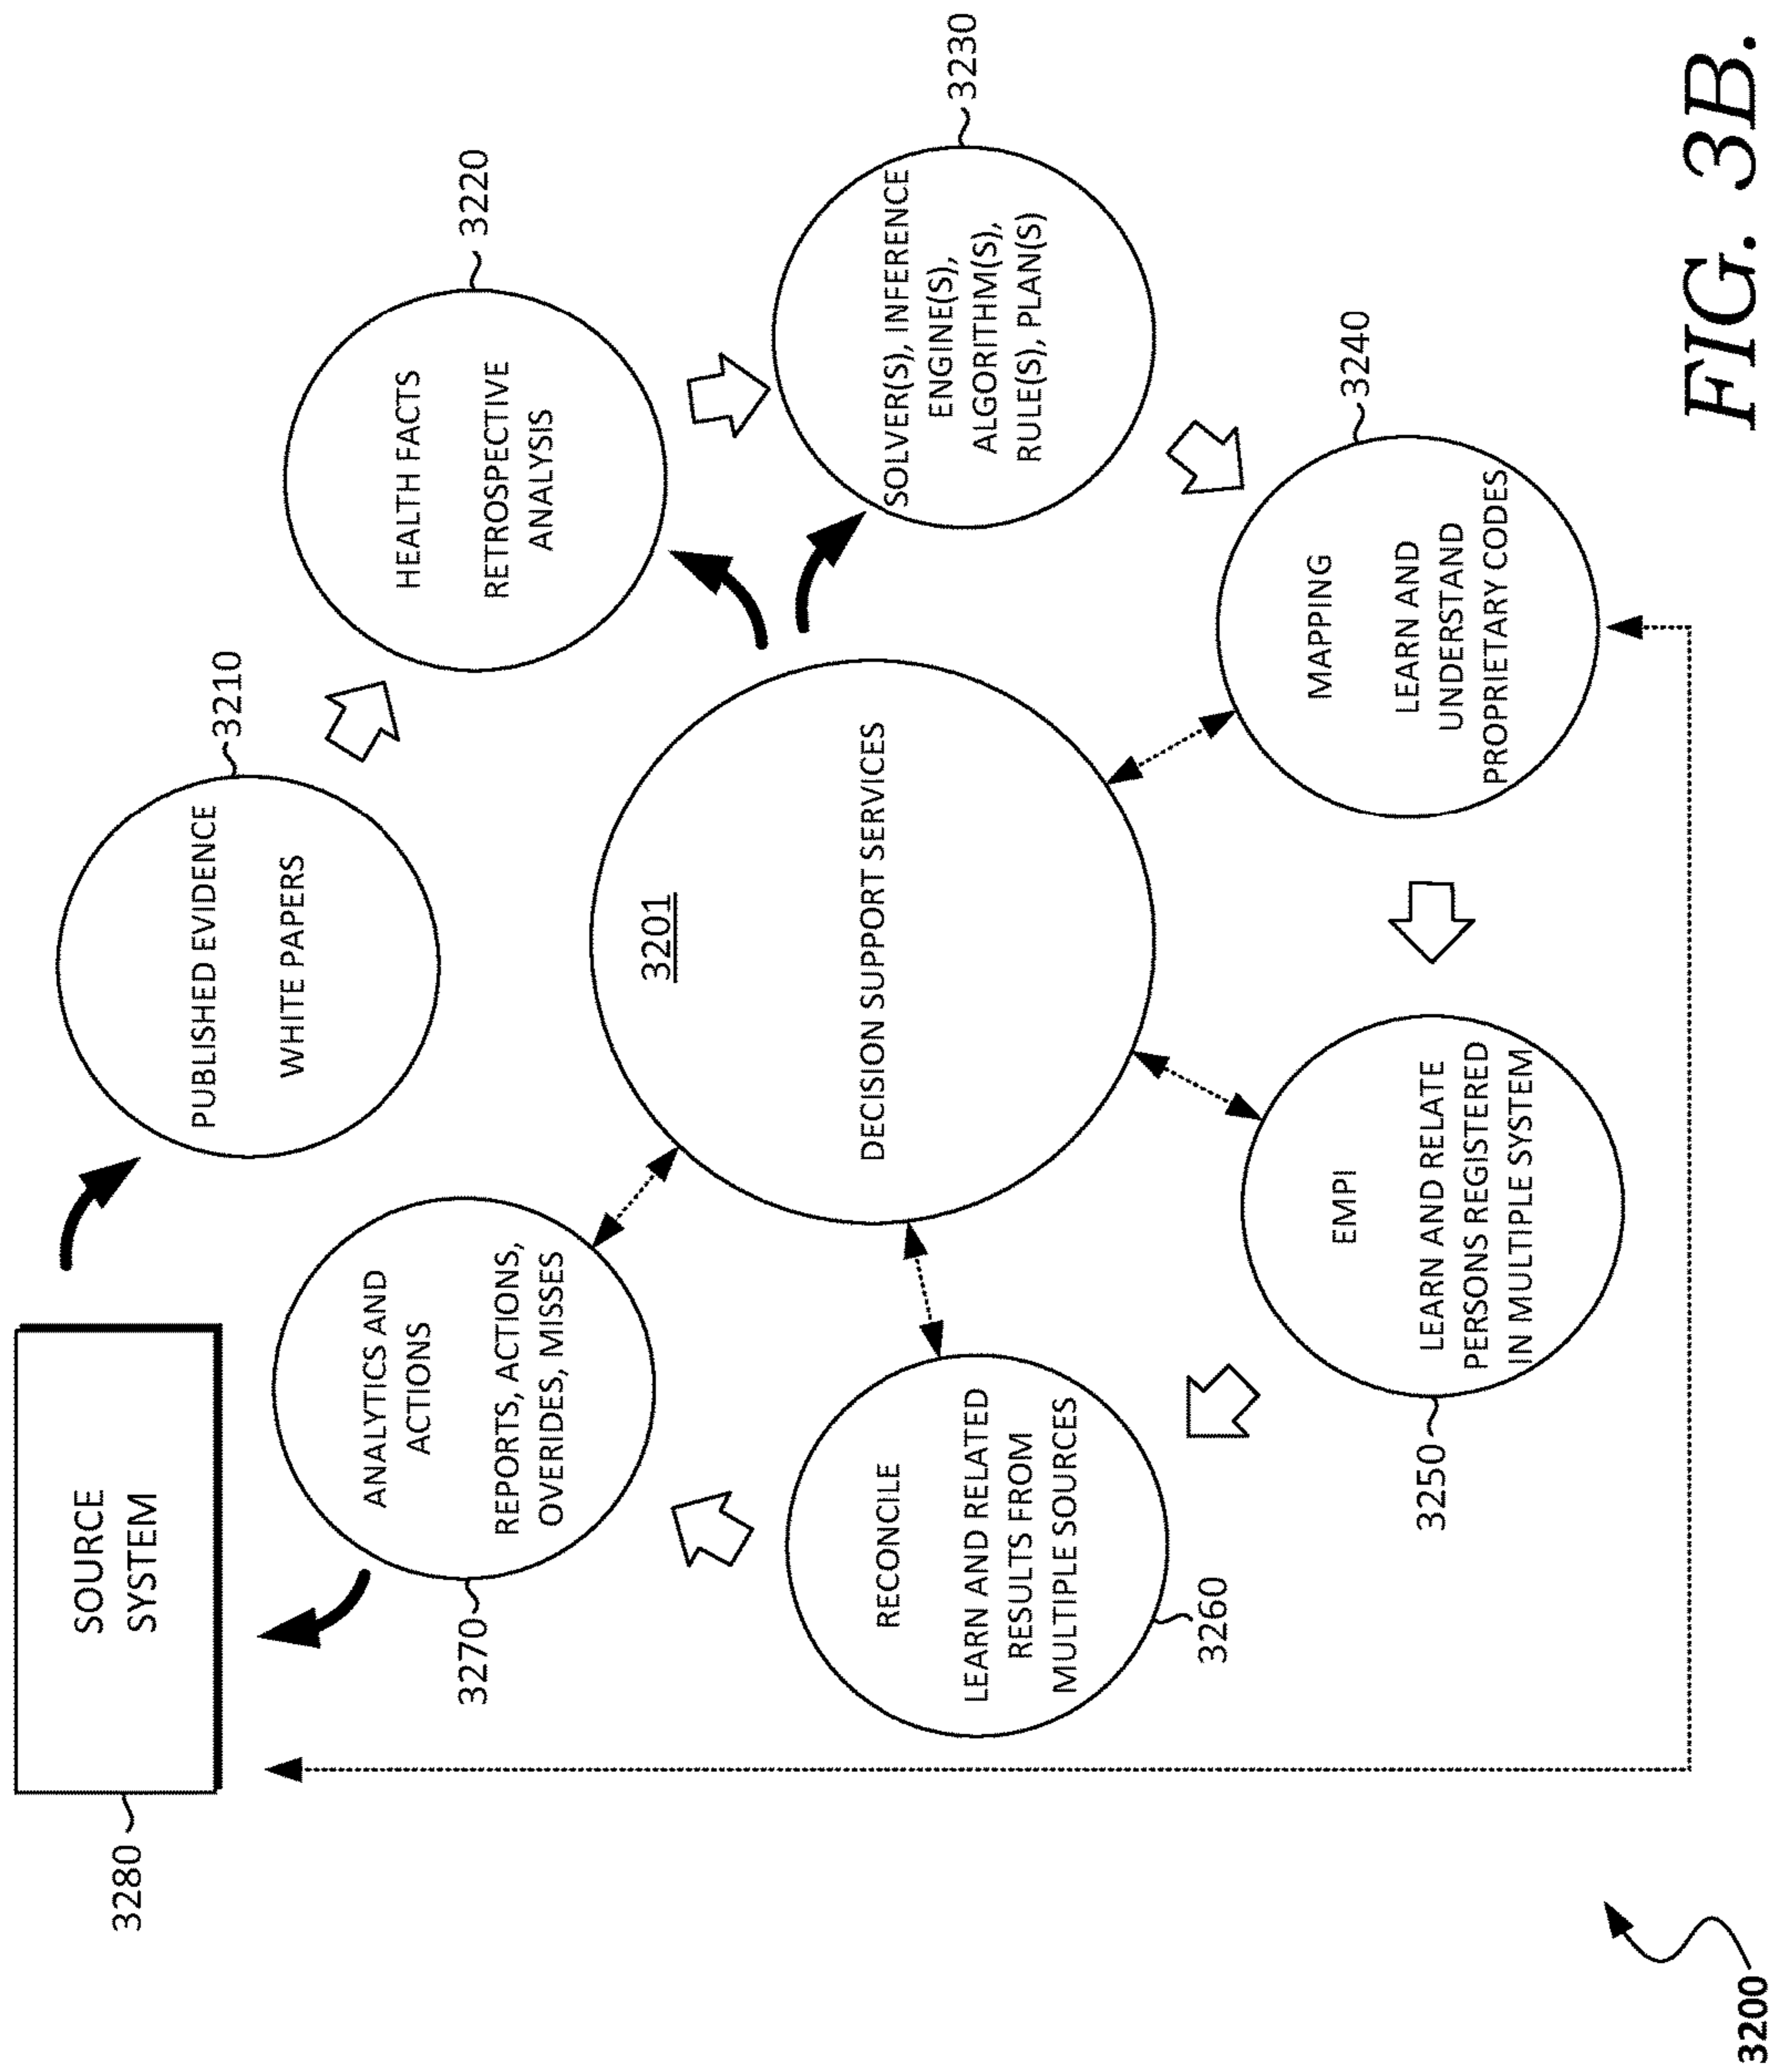 3280
SOURCE
SYSTEM
3210
PUBLISHED EVIDENCE
WHITE PAPERS
3220
HEALTH FACTS
RETROSPECTIVE
ANALYSIS
3270
ANALYTICS AND
ACTIONS
REPORTS, ACTIONS,
OVERIDES, MISSES
3201
DECISION SUPPORT SERVICES
3230
SOLVER(S), INFERENCE
ENGINE(S),
ALGORITHM(S),
RULE(S), PLAN(S)
3260
RECONCILE
LEARN AND RELATED
RESULTS FROM
MULTIPLE SOURCES
3250
EMPI
LEARN AND RELATE
PERSONS REGISTERED
IN MULTIPLE SYSTEM
3240
MAPPING
LEARN AND
UNDERSTAND
PROPRIETARY CODES
3200
FIG. 3B.